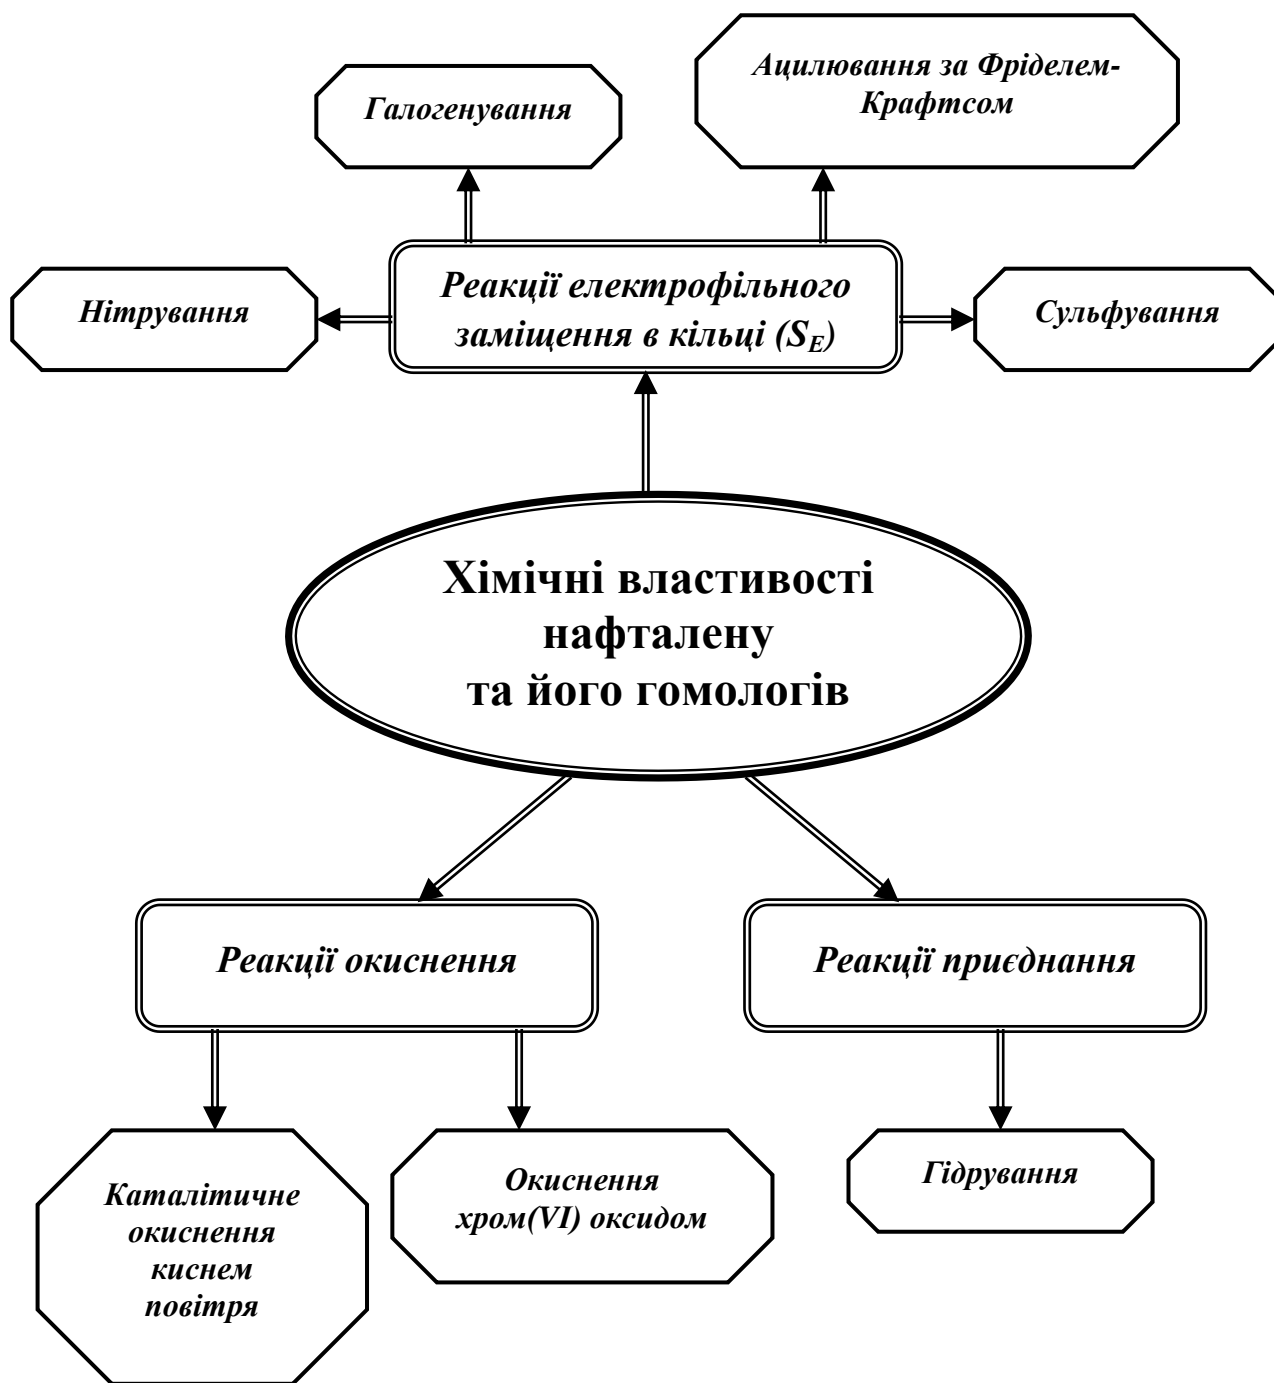 Галогенування
Ацилювання за Фріделем-
Крафтсом
Нітрування
Реакції електрофільного
заміщення в кільці (SE)
Сульфування
Хімічні властивості
нафталену
та його гомологів
Реакції окиснення
Реакції приєднання
Каталітичне
окиснення
киснем
повітря
Окиснення
хром(VI) оксидом
Гідрування